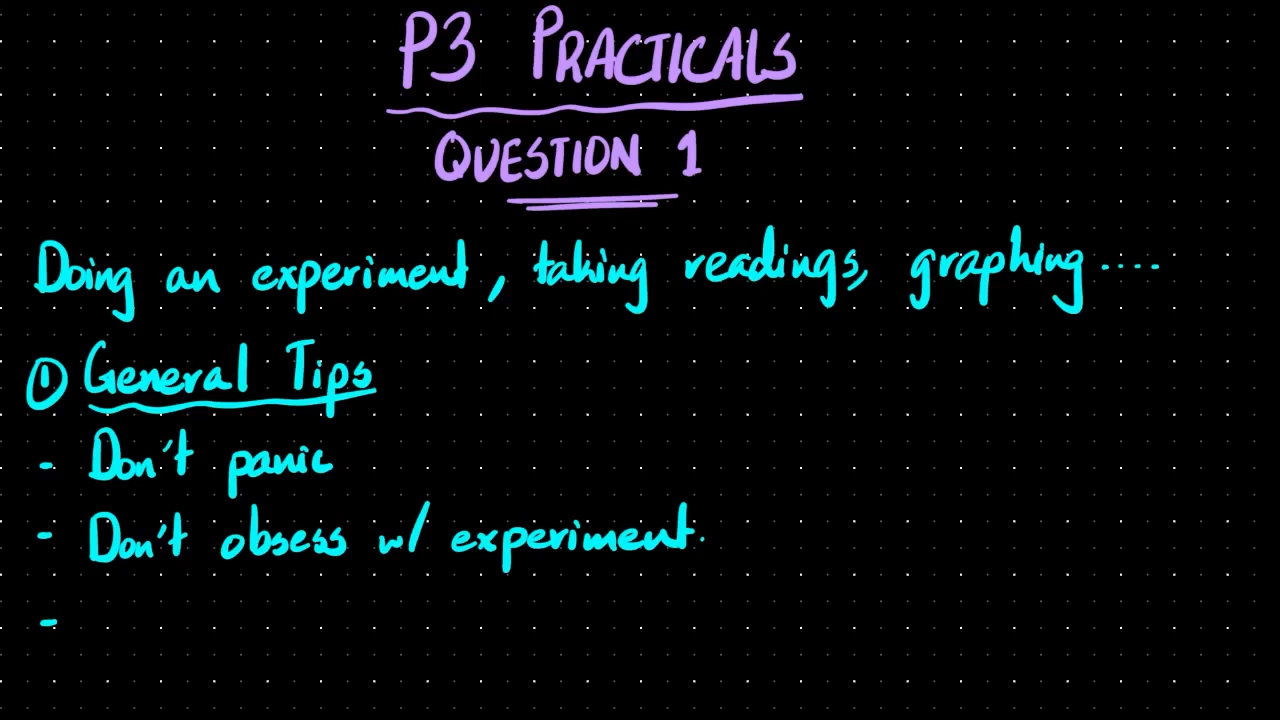 P3 PRACTICALS
QUESTION 1
Doing an experiment, taking readings, graphing....
① General Tips
- Don't panic
- Don't obsess w/ experiment.
-